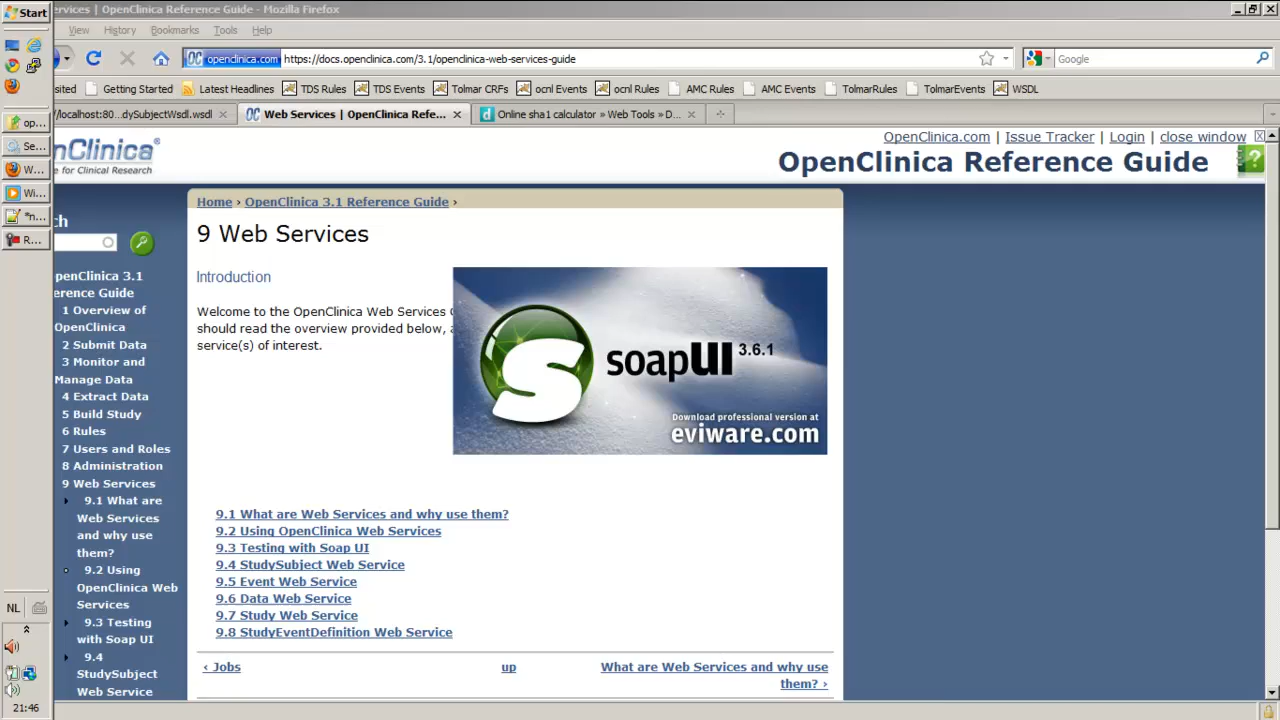 Start
ervices | OpenClinica Reference Guide - Mozilla Firefox
View History Bookmarks Tools Help
openclinica.com https://docs.openclinica.com/3.1/openclinica-web-services-guide
Google
sited Getting Started Latest Headlines TDS Rules TDS Events Tolmar CRFs ocnl Events ocnl Rules AMC Rules AMC Events TolmarRules TolmarEvents WSDL
/localhost:80...dySubjectWsdl.wsdl
Web Services | OpenClinica Refe...
Online sha1 calculator » Web Tools » D...
op...
Se...
W...
Wi...
*n...
R...
NL
21:46
nClinica
e for Clinical Research
OpenClinica.com | Issue Tracker | Login | close window
OpenClinica Reference Guide
ch
penClinica 3.1
erence Guide
1 Overview of
OpenClinica
2 Submit Data
3 Monitor and
Manage Data
4 Extract Data
5 Build Study
6 Rules
7 Users and Roles
8 Administration
9 Web Services
9.1 What are
Web Services
and why use
them?
9.2 Using
OpenClinica Web
Services
9.3 Testing
with Soap UI
9.4
StudySubject
Web Service
Home › OpenClinica 3.1 Reference Guide ›
9 Web Services
Introduction
Welcome to the OpenClinica Web Services
should read the overview provided below,
service(s) of interest.
soapUI 3.6.1
Download professional version at
eviware.com
9.1 What are Web Services and why use them?
9.2 Using OpenClinica Web Services
9.3 Testing with Soap UI
9.4 StudySubject Web Service
9.5 Event Web Service
9.6 Data Web Service
9.7 Study Web Service
9.8 StudyEventDefinition Web Service
‹ Jobs
up
What are Web Services and why use
them? ›